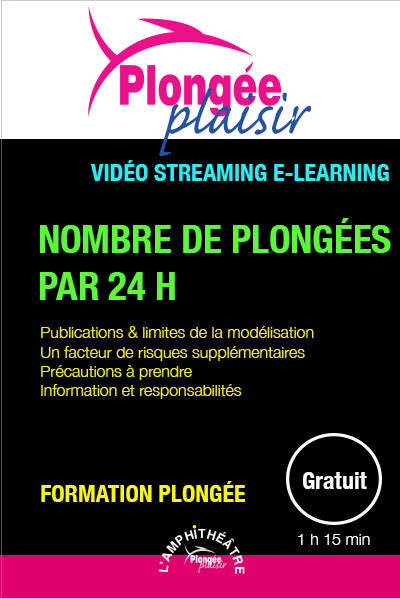 Plongée
plaisir
VIDÉO STREAMING E-LEARNING
NOMBRE DE PLONGÉES
PAR 24 H
Publications & limites de la modélisation
Un facteur de risques supplémentaires
Précautions à prendre
Information et responsabilités
Gratuit
FORMATION PLONGÉE
1 h 15 min
L'AMPHITHÉÂTRE
Plongée
plaisir